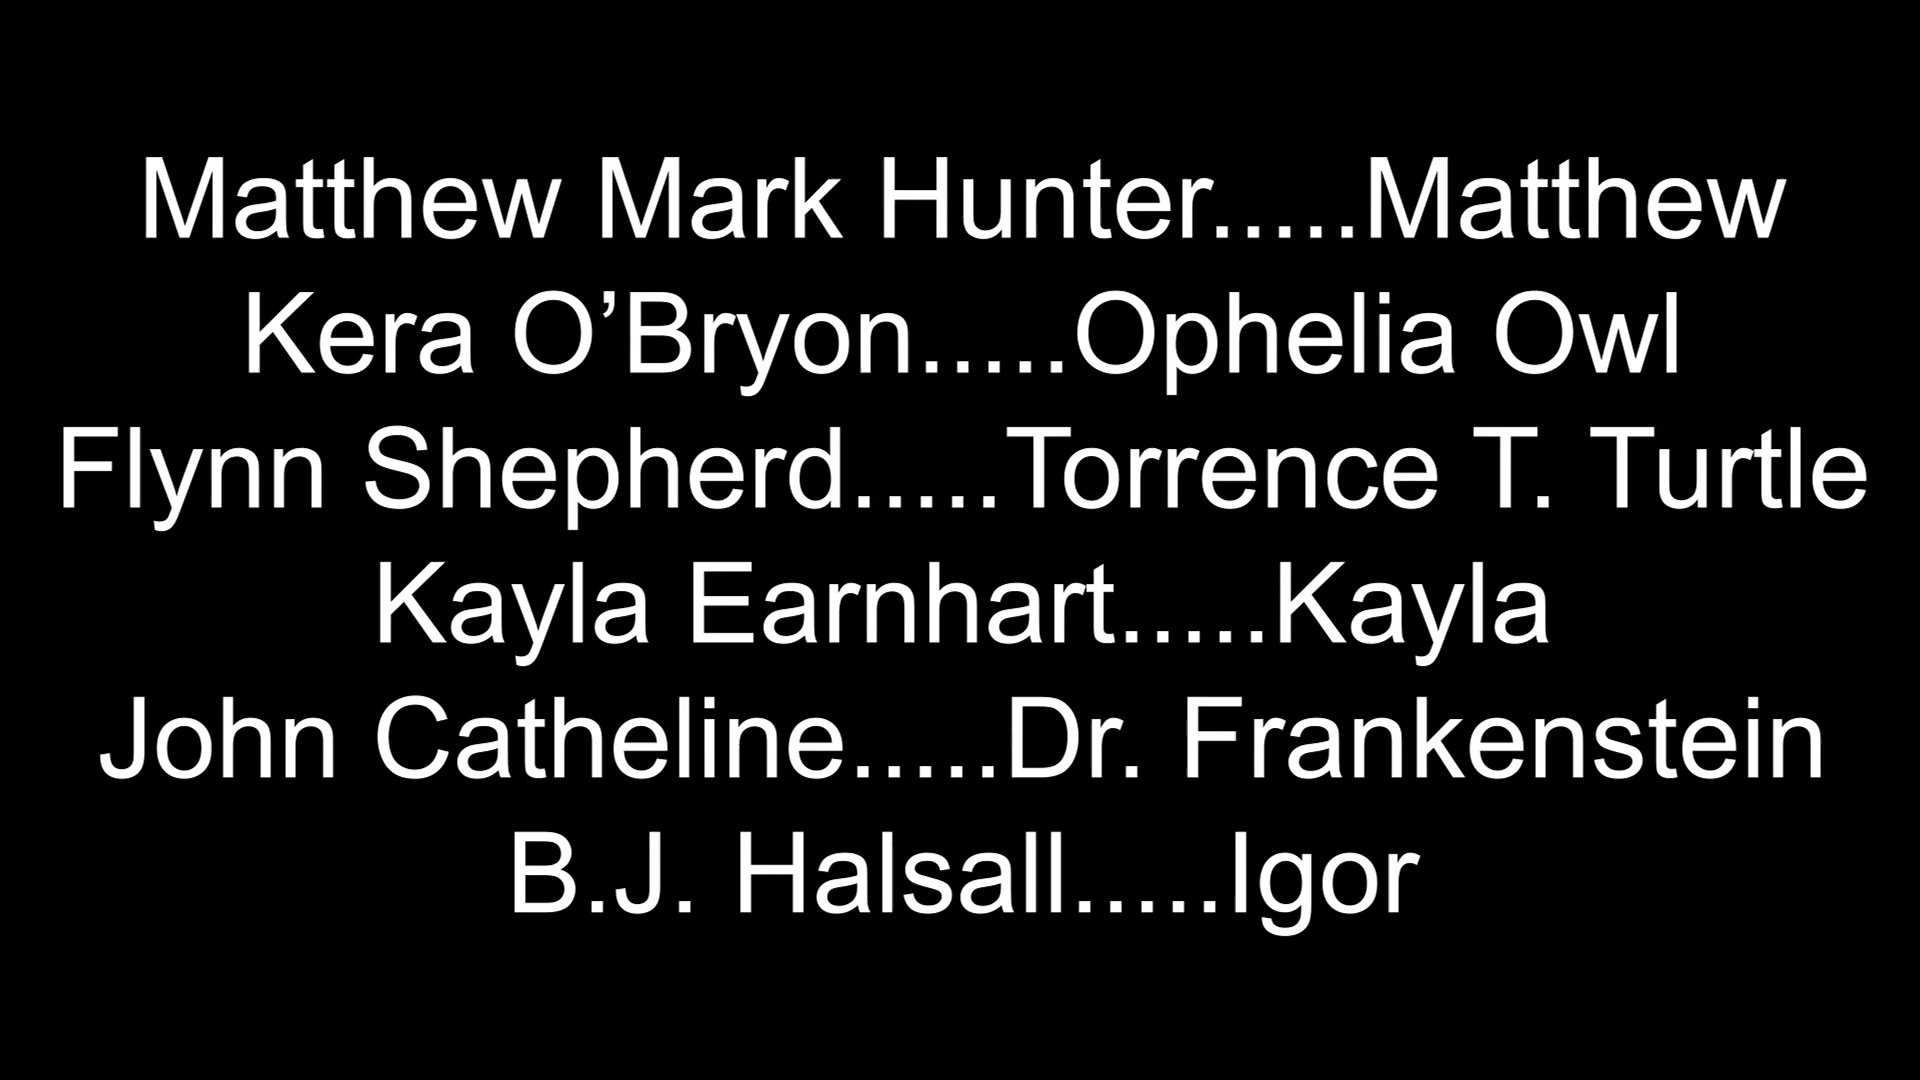 Matthew Mark Hunter.....Matthew
Kera O’Bryon.....Ophelia Owl
Flynn Shepherd.....Torrence T. Turtle
Kayla Earnhart.....Kayla
John Catheline.....Dr. Frankenstein
B.J. Halsall.....Igor